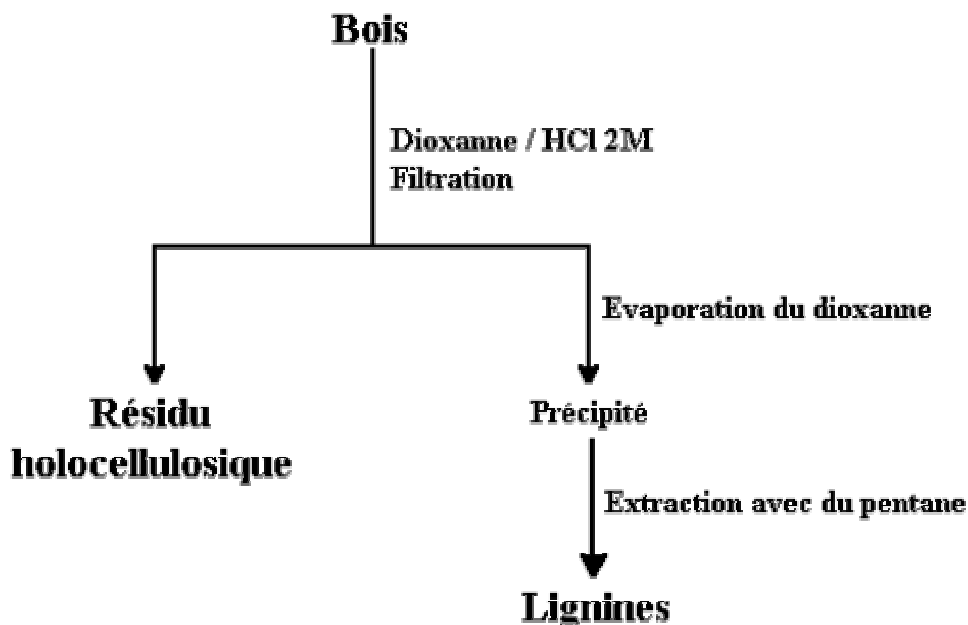 Bois
Dioxanne / HCl 2M
Filtration
Evaporation du dioxanne
Résidu
holocellulosique
Précipité
Extraction avec du pentane
Lignines